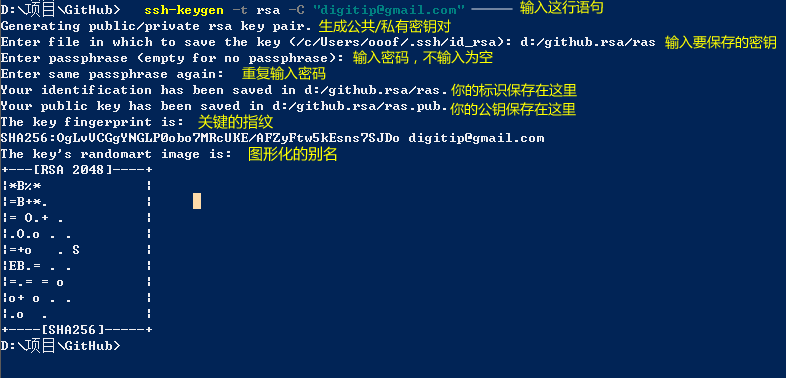 D:\项目\GitHub> ssh-keygen -t rsa -C "digitip@gmail.com" —— 输入这行语句
Generating public/private rsa key pair. 生成公共/私有密钥对
Enter file in which to save the key (/c/Users/ooof/.ssh/id_rsa): d:/github.rsa/ras 输入要保存的密钥
Enter passphrase (empty for no passphrase): 输入密码，不输入为空
Enter same passphrase again: 重复输入密码
Your identification has been saved in d:/github.rsa/ras. 你的标识保存在这里
Your public key has been saved in d:/github.rsa/ras.pub. 你的公钥保存在这里
The key fingerprint is: 关键的指纹
SHA256:OgLvVCGgYNGLP0obo7MRcUKE/AFZyFtw5kEsns7SJDo digitip@gmail.com
The key's randomart image is: 图形化的别名
+---[RSA 2048]----+
|*B%*             |
|=B+*.            |
|= O.+ .          |
|.O.o . .         |
|=+o   . S        |
|EB.= . .         |
|=.= = o          |
|o+ o . .         |
|.o  .            |
+----[SHA256]-----+
D:\项目\GitHub>